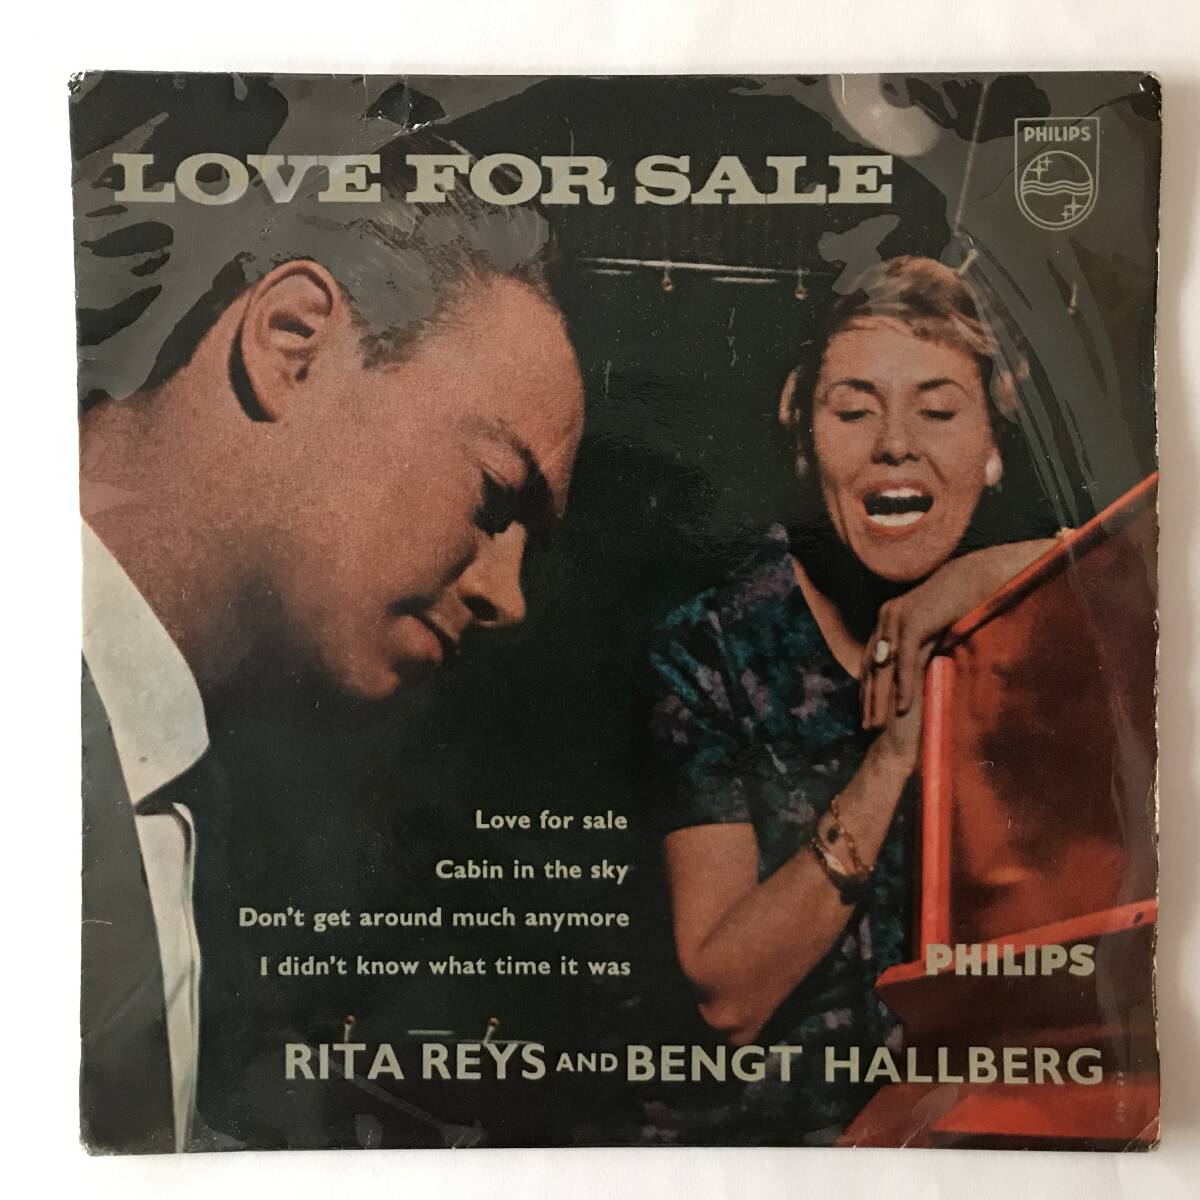 LOVE FOR SALE
PHILIPS
Love for sale
Cabin in the sky
Don't get around much anymore
I didn't know what time it was
PHILIPS
RITA REYS AND BENGT HALLBERG